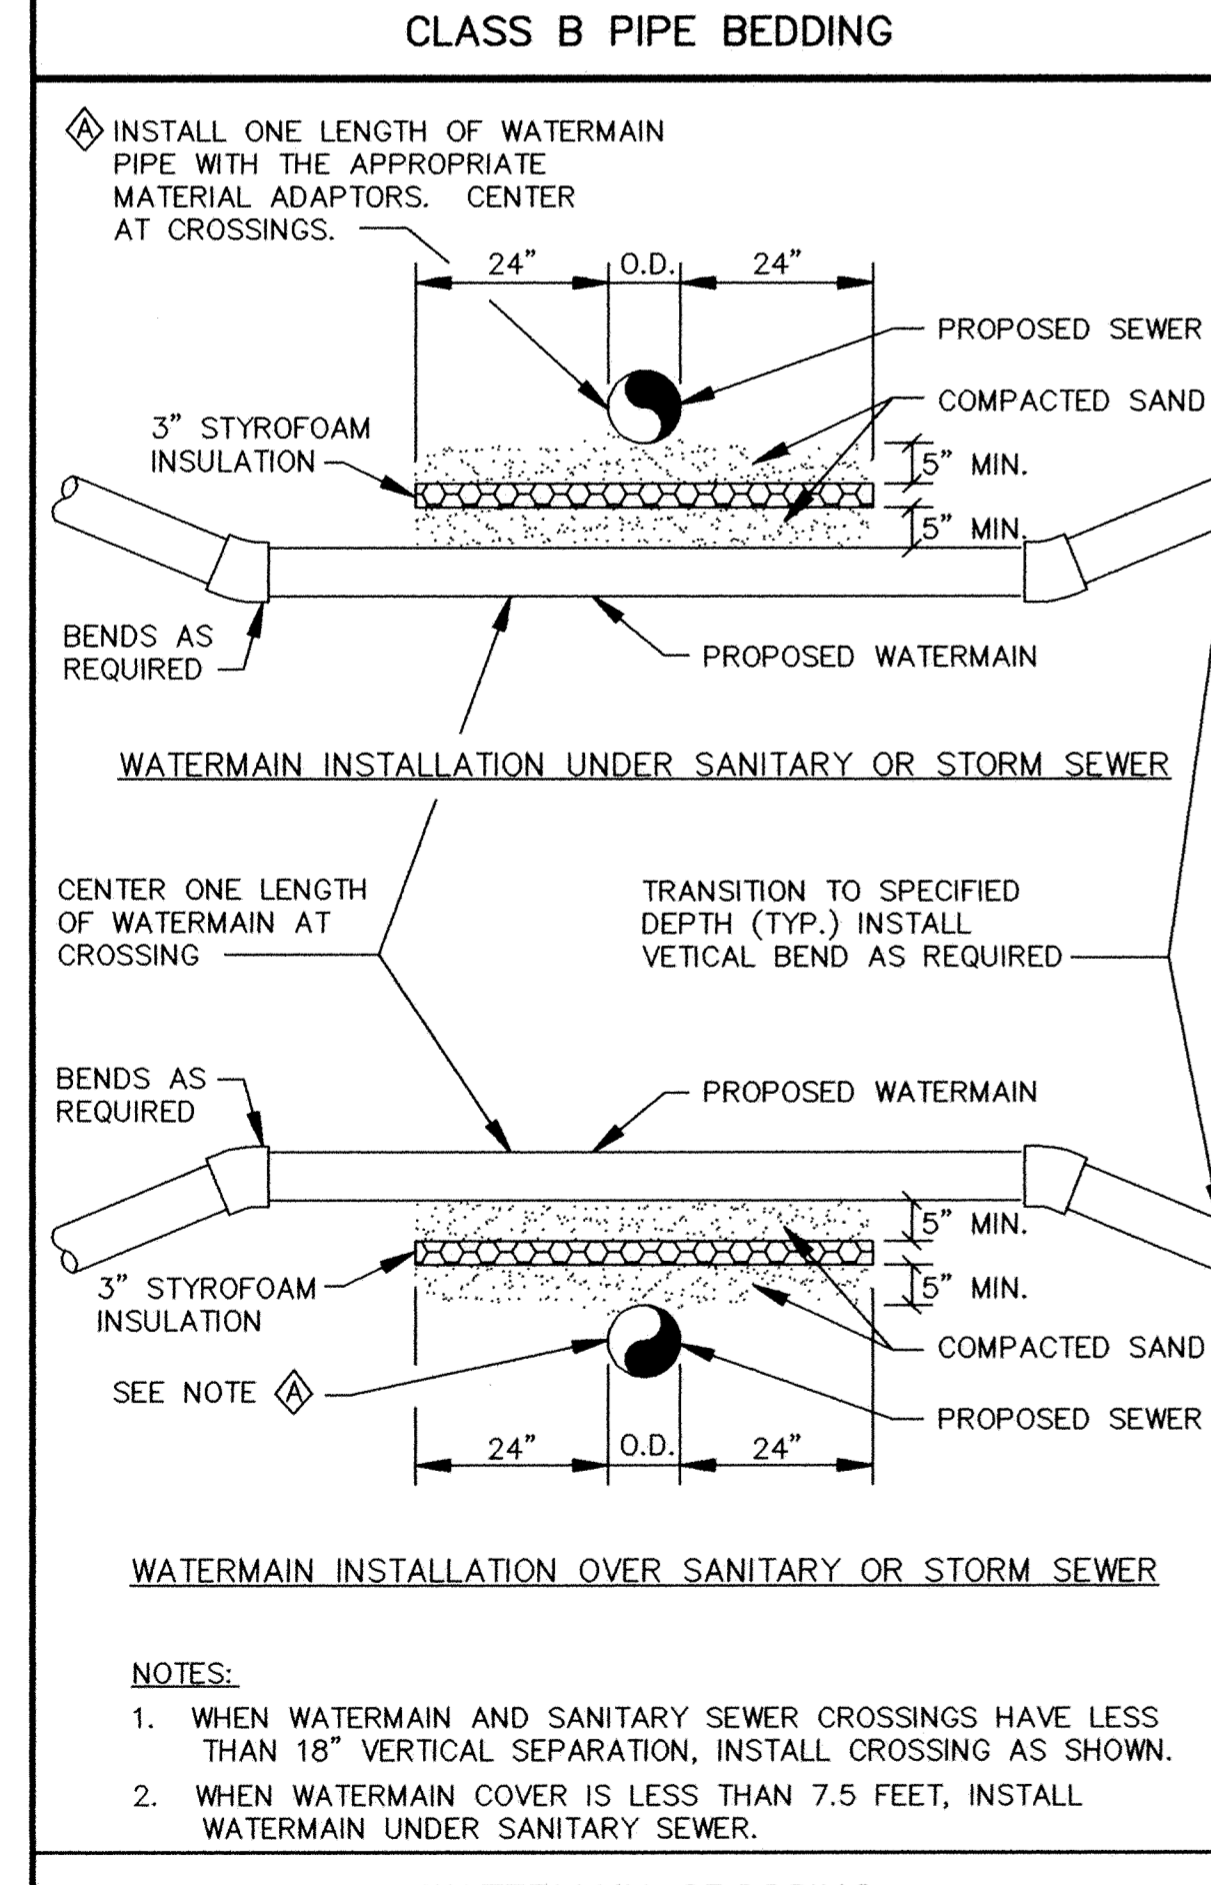 CLASS B PIPE BEDDING
A INSTALL ONE LENGTH OF WATERMAIN
PIPE WITH THE APPROPRIATE
MATERIAL ADAPTORS. CENTER
AT CROSSINGS.
24" O.D. 24"
PROPOSED SEWER
COMPACTED SAND
3" STYROFOAM
INSULATION
5" MIN.
5" MIN.
BENDS AS
REQUIRED
PROPOSED WATERMAIN
WATERMAIN INSTALLATION UNDER SANITARY OR STORM SEWER
CENTER ONE LENGTH
OF WATERMAIN AT
CROSSING
TRANSITION TO SPECIFIED
DEPTH (TYP.) INSTALL
VETICAL BEND AS REQUIRED
BENDS AS
REQUIRED
PROPOSED WATERMAIN
5" MIN.
5" MIN.
3" STYROFOAM
INSULATION
COMPACTED SAND
SEE NOTE A
PROPOSED SEWER
24" O.D. 24"
WATERMAIN INSTALLATION OVER SANITARY OR STORM SEWER
NOTES:
1. WHEN WATERMAIN AND SANITARY SEWER CROSSINGS HAVE LESS
THAN 18" VERTICAL SEPARATION, INSTALL CROSSING AS SHOWN.
2. WHEN WATERMAIN COVER IS LESS THAN 7.5 FEET, INSTALL
WATERMAIN UNDER SANITARY SEWER.